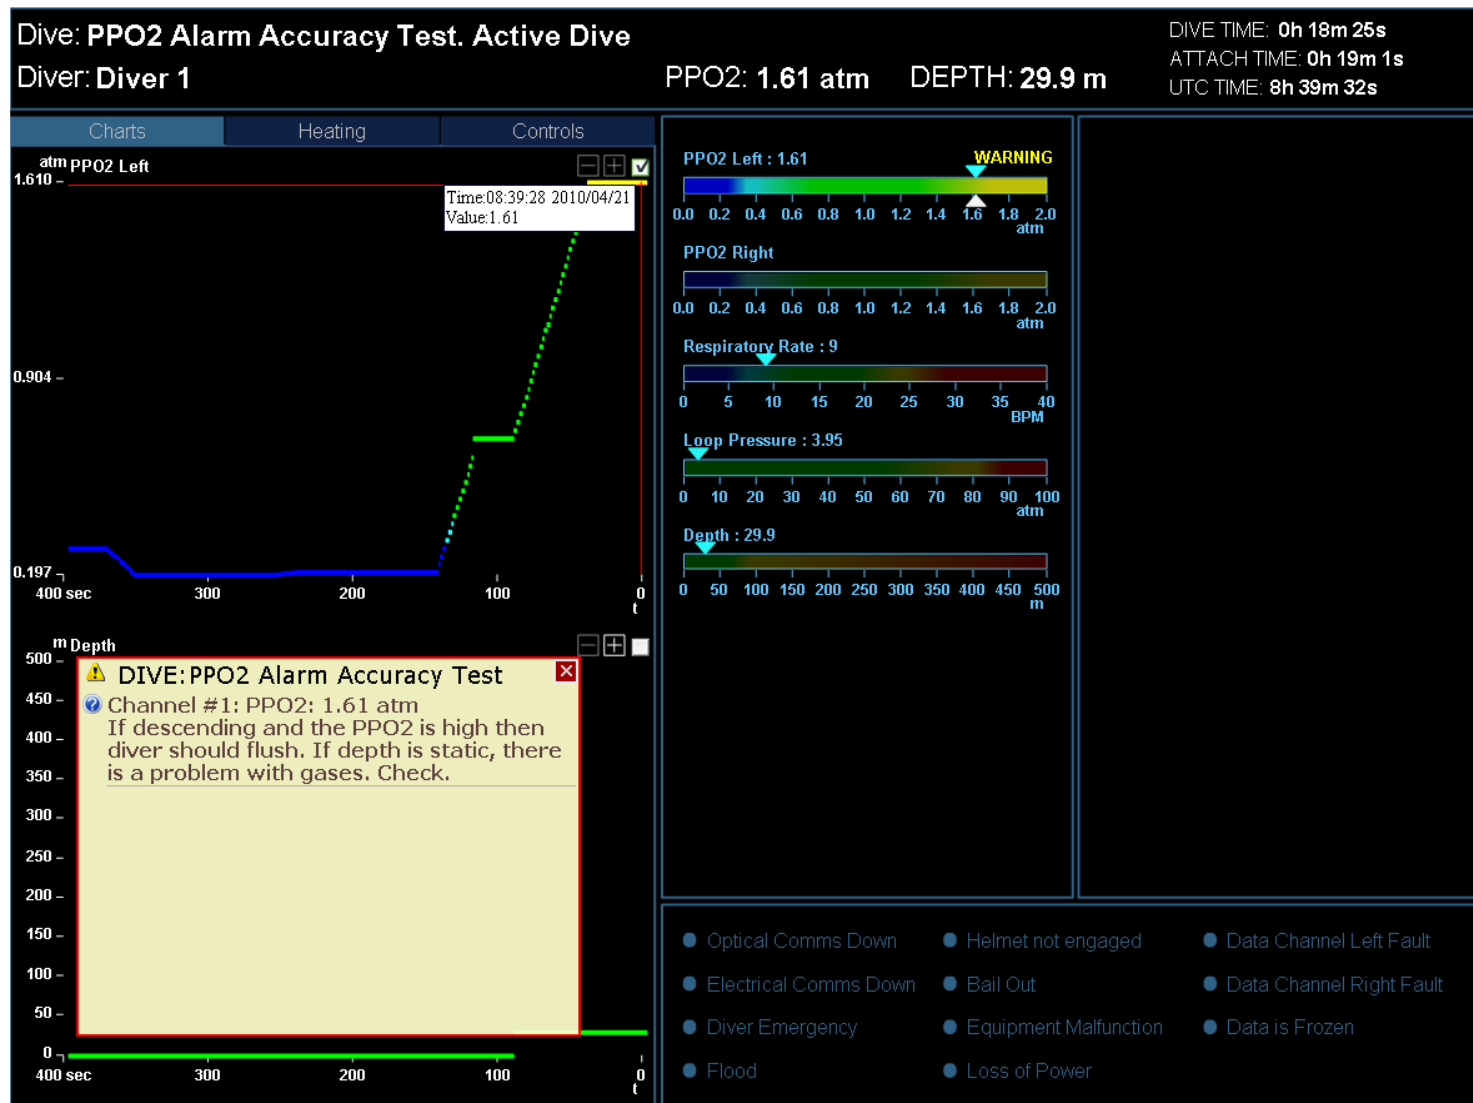 Dive: PPO2 Alarm Accuracy Test. Active Dive
Diver: Diver 1
PPO2: 1.61 atm DEPTH: 29.9 m
DIVE TIME: 0h 18m 25s
ATTACH TIME: 0h 19m 1s
UTC TIME: 8h 39m 32s
Charts Heating Controls
atm PPO2 Left
1.610
Time:08:39:28 2010/04/21
Value:1.61
0.904
0.197
400 sec 300 200 100 0
t
m Depth
500
450
400
350
300
250
200
150
100
50
0
400 sec 300 200 100 0
t
DIVE:PPO2 Alarm Accuracy Test
Channel #1: PPO2: 1.61 atm
If descending and the PPO2 is high then
diver should flush. If depth is static, there
is a problem with gases. Check.
PPO2 Left : 1.61 WARNING
0.0 0.2 0.4 0.6 0.8 1.0 1.2 1.4 1.6 1.8 2.0
atm
PPO2 Right
0.0 0.2 0.4 0.6 0.8 1.0 1.2 1.4 1.6 1.8 2.0
atm
Respiratory Rate : 9
0 5 10 15 20 25 30 35 40
BPM
Loop Pressure : 3.95
0 10 20 30 40 50 60 70 80 90 100
atm
Depth : 29.9
0 50 100 150 200 250 300 350 400 450 500
m
Optical Comms Down Helmet not engaged Data Channel Left Fault
Electrical Comms Down Bail Out Data Channel Right Fault
Diver Emergency Equipment Malfunction Data is Frozen
Flood Loss of Power